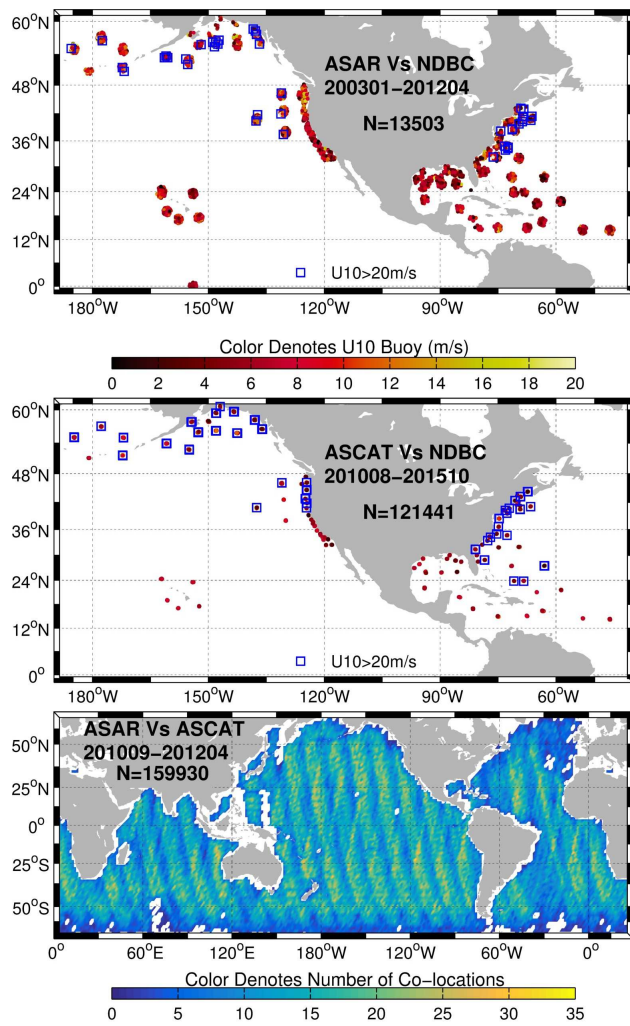 60°N
48°N
36°N
24°N
12°N
0°
ASAR Vs NDBC
200301−201204
N=13503
U10>20m/s
180°W 150°W 120°W 90°W 60°W
Color Denotes U10 Buoy (m/s)
0 2 4 6 8 10 12 14 16 18 20
60°N
48°N
36°N
24°N
12°N
0°
ASCAT Vs NDBC
201008−201510
N=121441
U10>20m/s
180°W 150°W 120°W 90°W 60°W
ASAR Vs ASCAT
201009−201204
N=159930
50°N
25°N
0°
25°S
50°S
0° 60°E 120°E 180°W 120°W 60°W 0°
Color Denotes Number of Co−locations
0 5 10 15 20 25 30 35